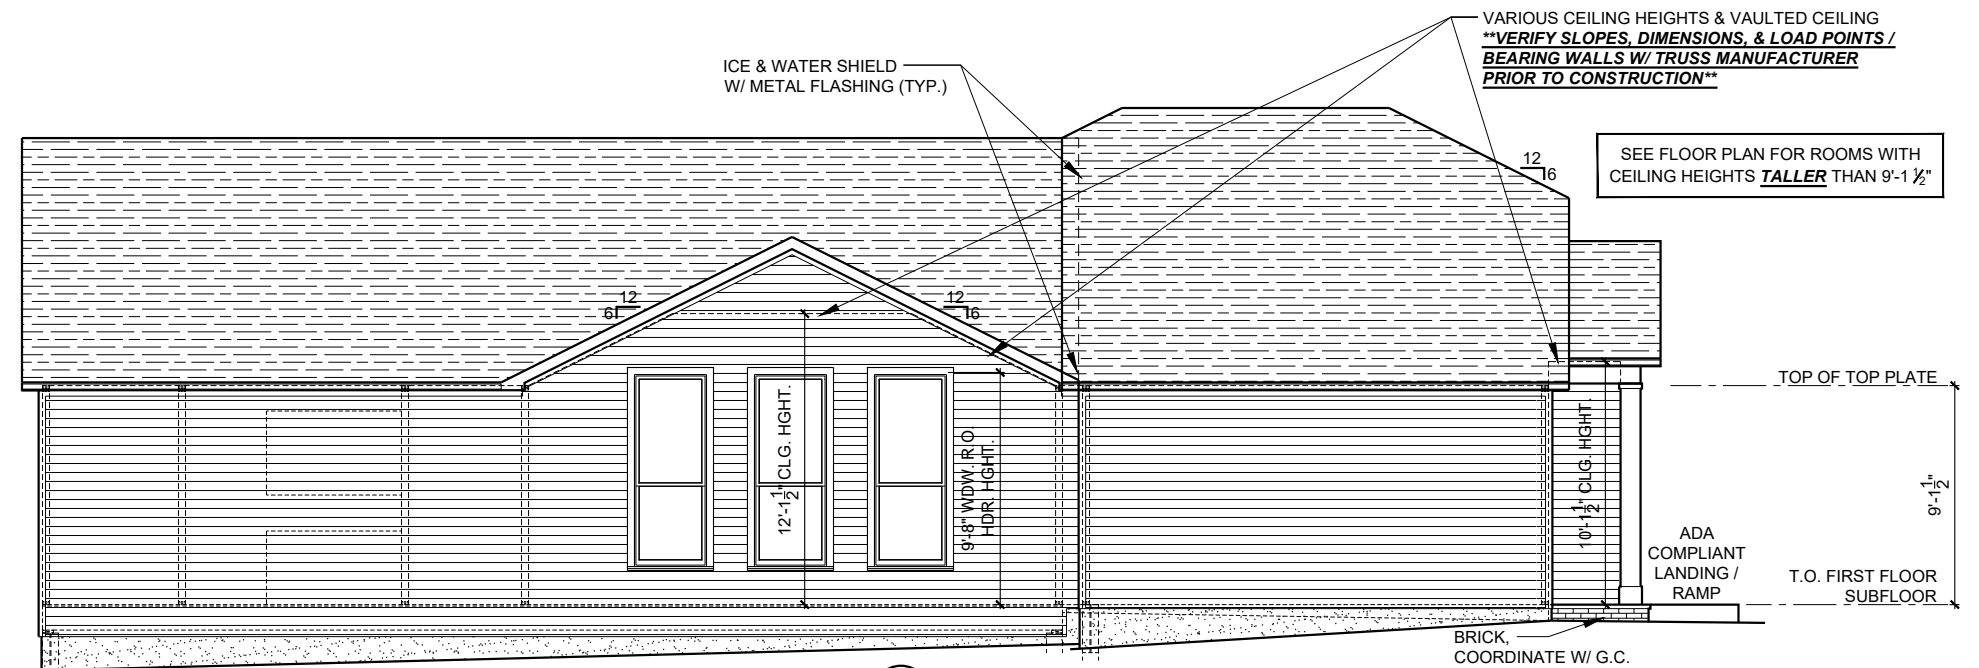 VARIOUS CEILING HEIGHTS & VAULTED CEILING
**VERIFY SLOPES, DIMENSIONS, & LOAD POINTS /
BEARING WALLS W/ TRUSS MANUFACTURER
PRIOR TO CONSTRUCTION**
ICE & WATER SHIELD
W/ METAL FLASHING (TYP.)
SEE FLOOR PLAN FOR ROOMS WITH
CEILING HEIGHTS TALLER THAN 9'-1 ½"
12
6
12
6
12
6
12'-1½" CLG. HGHT.
9'-8" WDW. R.O.
HDR. HGHT.
10'-1½" CLG. HGHT.
TOP OF TOP PLATE
9'-1½"
ADA
COMPLIANT
LANDING /
RAMP
T.O. FIRST FLOOR
SUBFLOOR
BRICK,
COORDINATE W/ G.C.